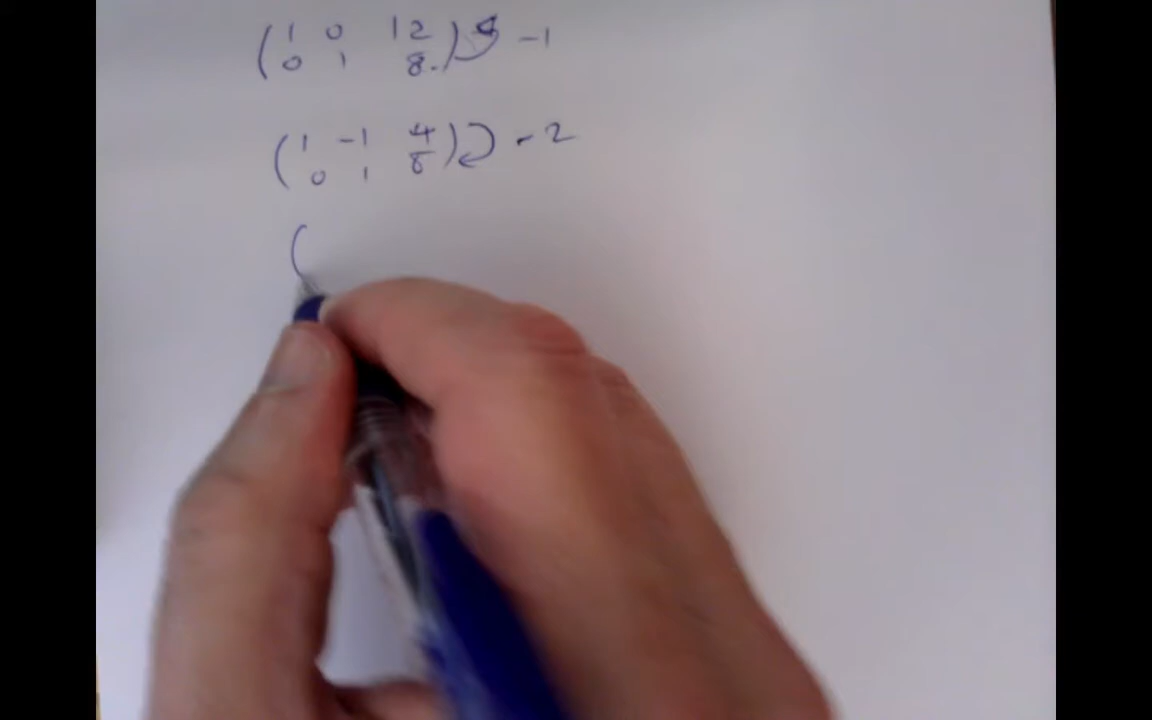 ( 1 0 12
0 1 8 ) -1
( 1 -1 4
0 1 8 ) -2
(